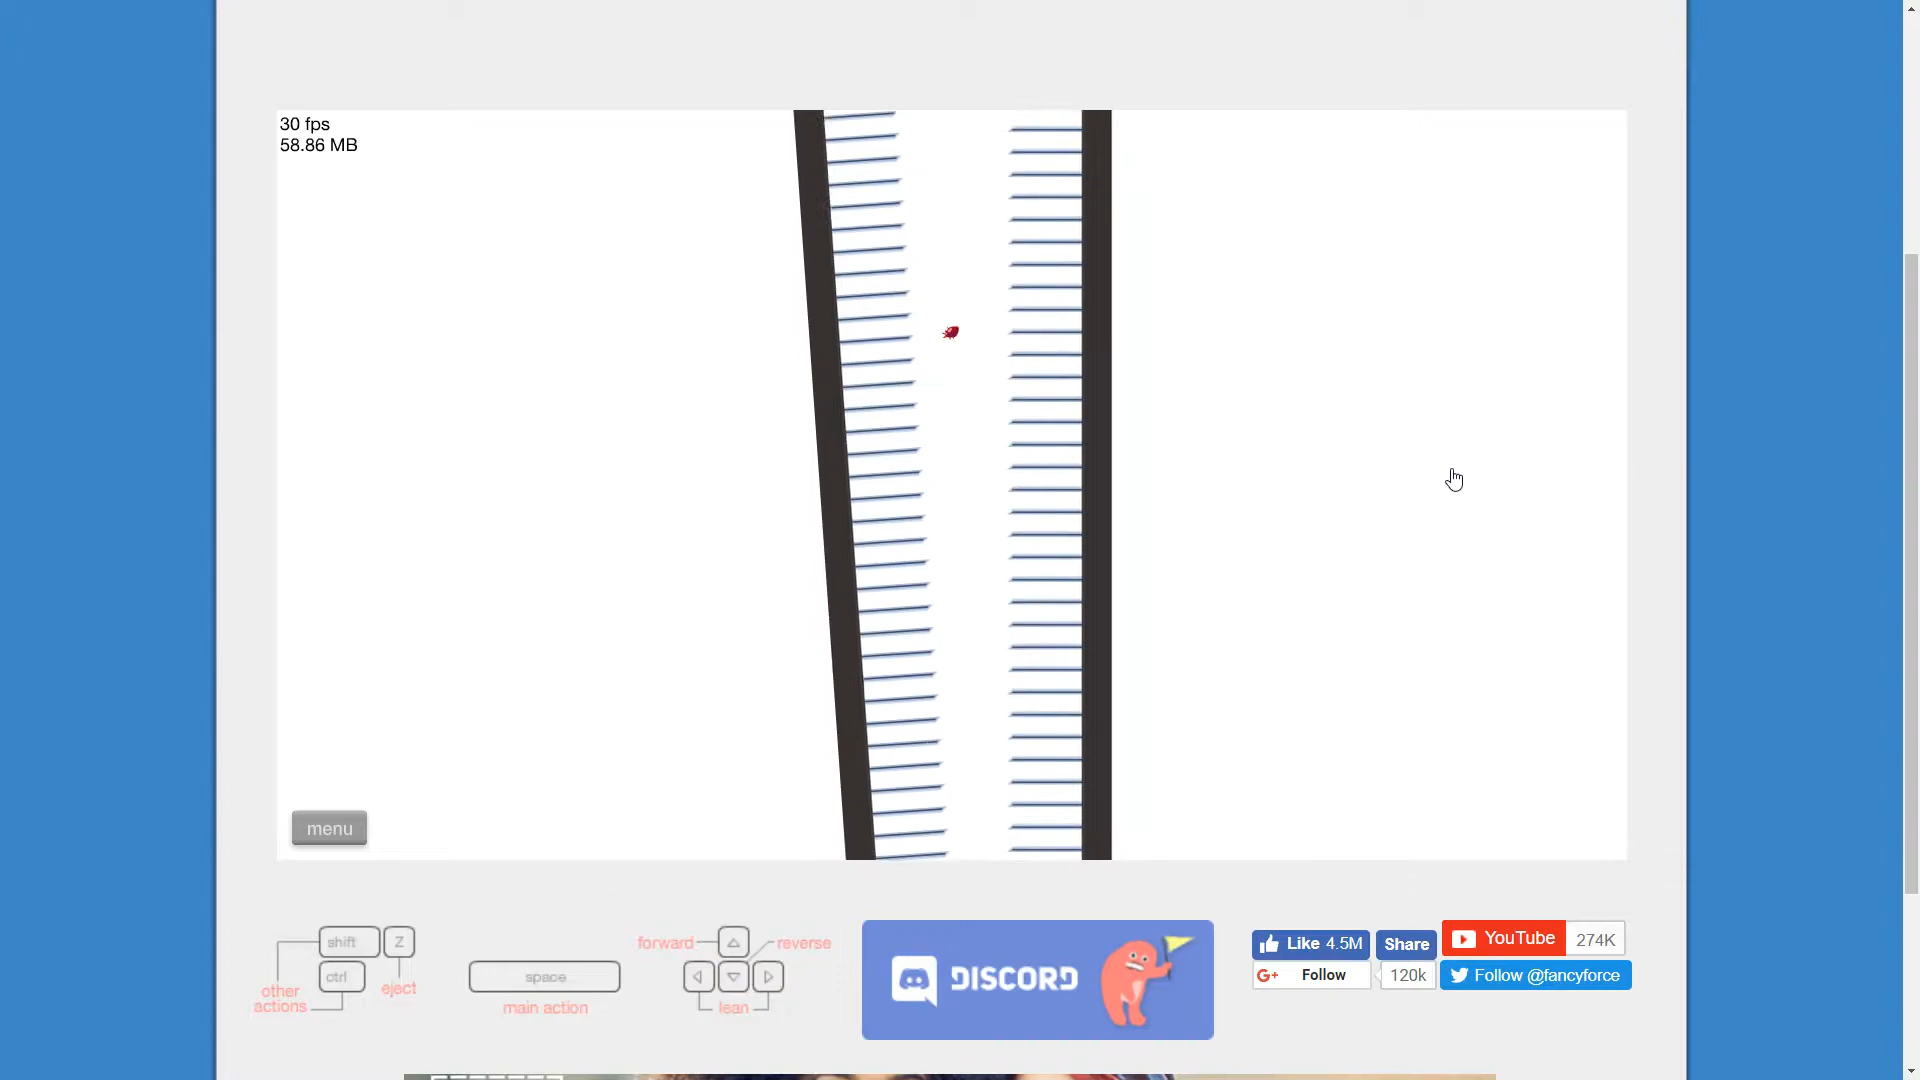 30 fps
58.86 MB
menu
shift
Z
ctrl
other
actions
eject
space
main action
forward
reverse
lean
DISCORD
Like 4.5M
Share
YouTube
274K
G+ Follow
120k
Follow @fancyforce